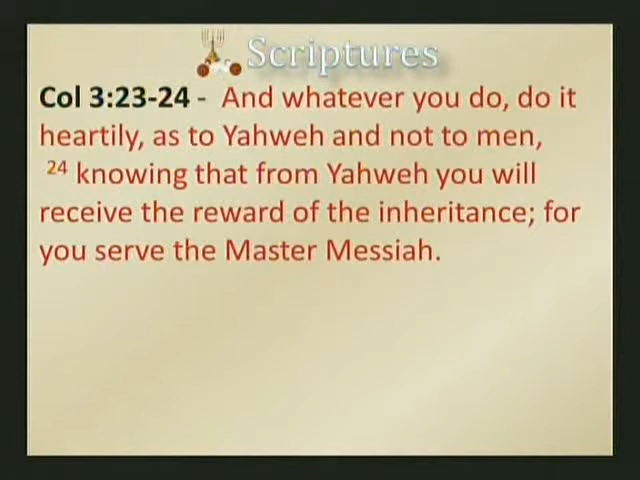 Scriptures
Col 3:23-24 - And whatever you do, do it
heartily, as to Yahweh and not to men,
24 knowing that from Yahweh you will
receive the reward of the inheritance; for
you serve the Master Messiah.